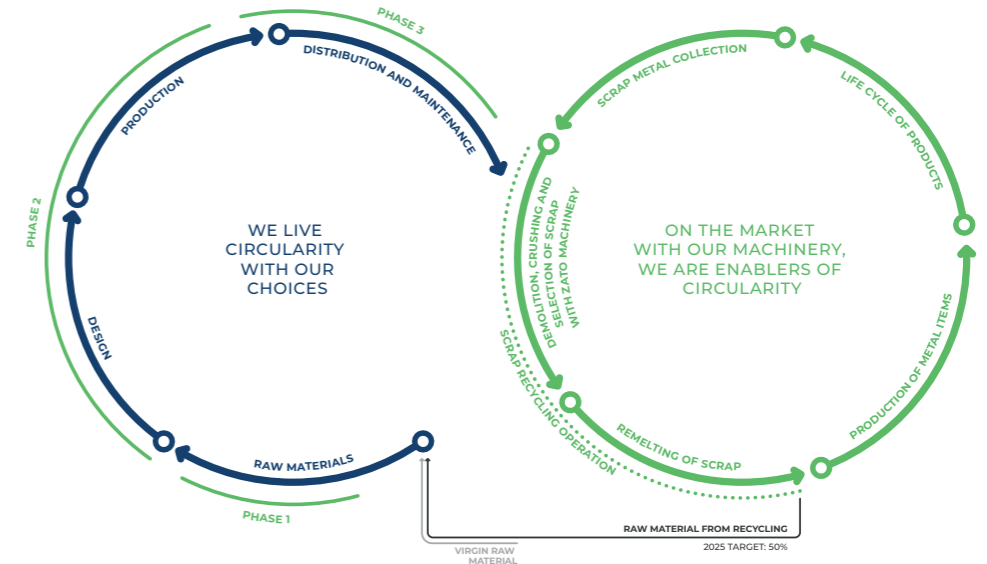 PHASE 3
DISTRIBUTION AND MAINTENANCE
PRODUCTION
PHASE 2
WE LIVE
CIRCULARITY
WITH OUR
CHOICES
DESIGN
RAW MATERIALS
PHASE 1
SCRAP METAL COLLECTION
LIFE CYCLE OF PRODUCTS
DEMOLITION, CRUSHING AND
SELECTION OF SCRAP
WITH ZATO MACHINERY
ON THE MARKET
WITH OUR MACHINERY,
WE ARE ENABLERS OF
CIRCULARITY
SCRAP RECYCLING OPERATION
PRODUCTION OF METAL ITEMS
REMELTING OF SCRAP
RAW MATERIAL FROM RECYCLING
2025 TARGET: 50%
VIRGIN RAW
MATERIAL